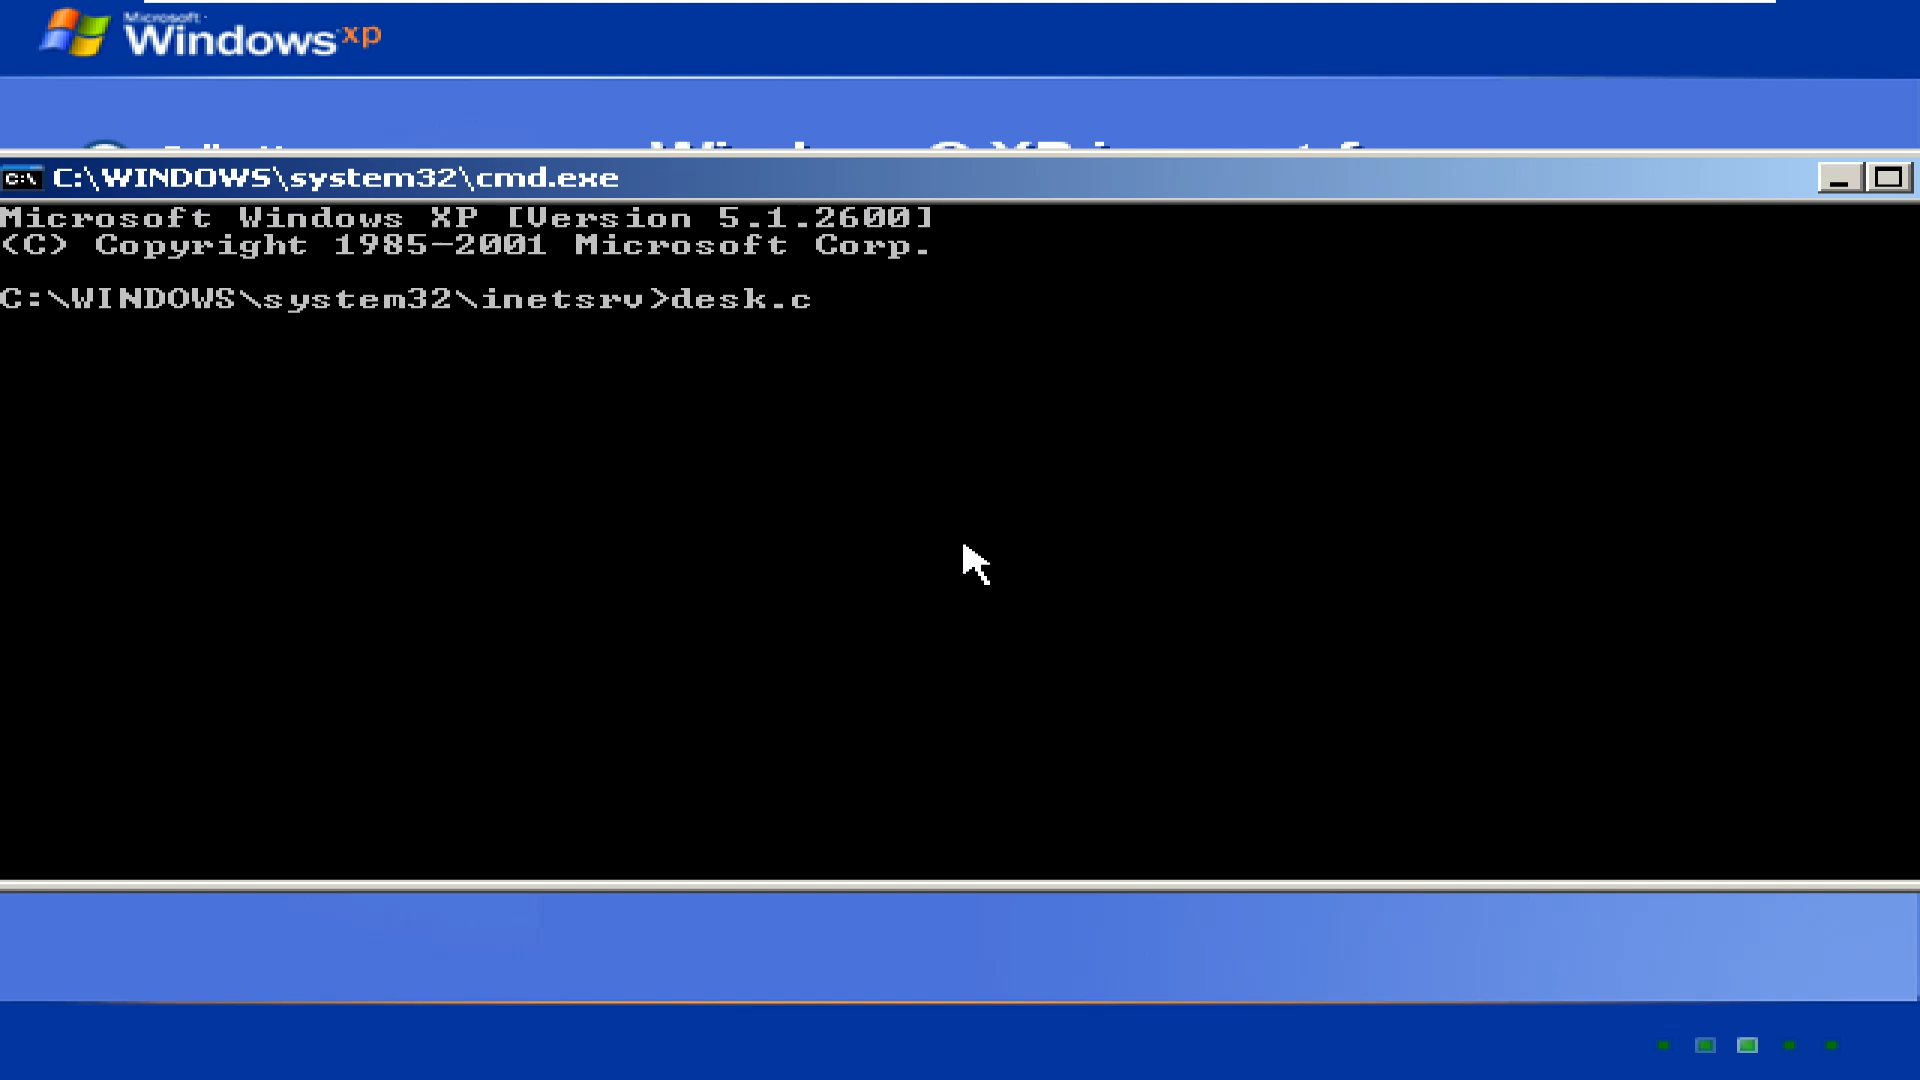 Microsoft
Windows xp
C:\WINDOWS\system32\cmd.exe
Microsoft Windows XP [Version 5.1.2600]
(C) Copyright 1985-2001 Microsoft Corp.
C:\WINDOWS\system32\inetsrv>desk.c